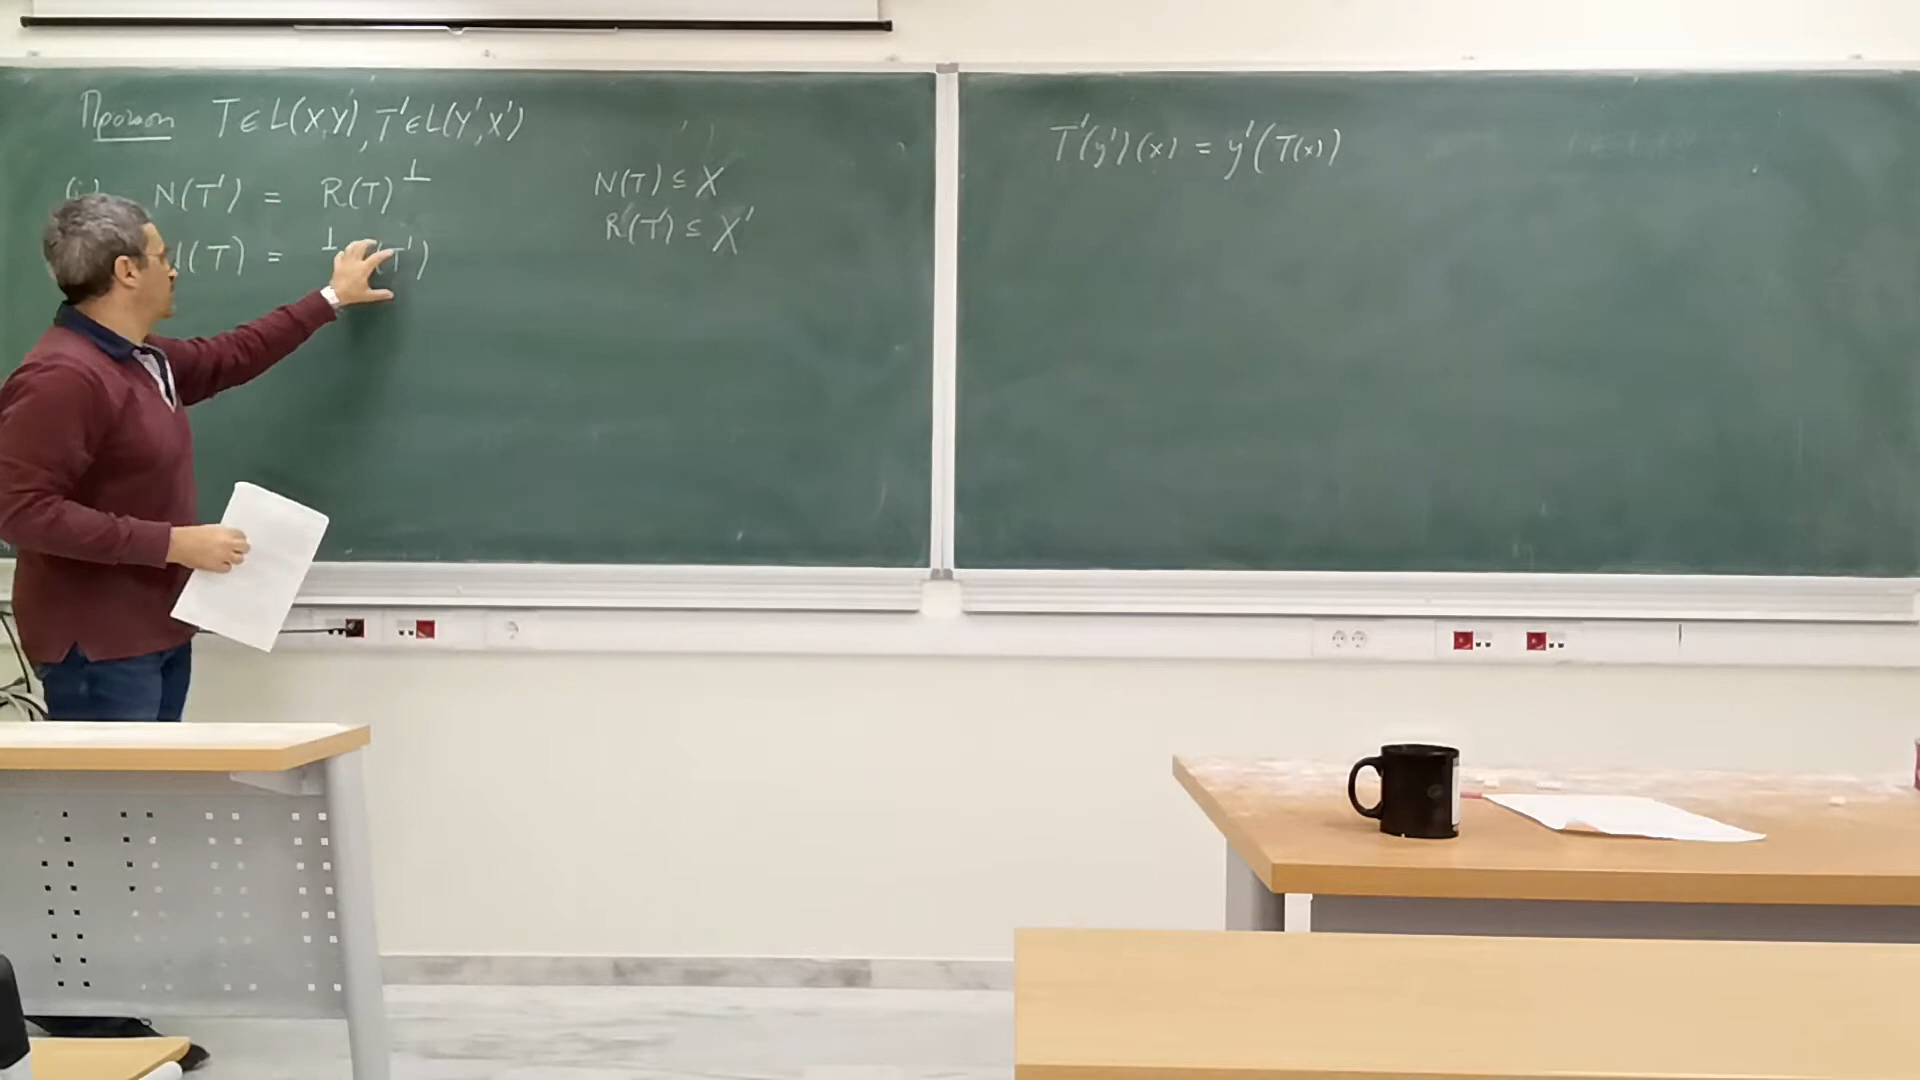 Πρόταση T∈L(X,Y), T'∈L(Y',X')
N(T') = R(T)^⊥
N(T) = ^⊥ (T')
N(T) ⊆ X
R(T') ⊆ X'
T'(y')(x) = y'(T(x))